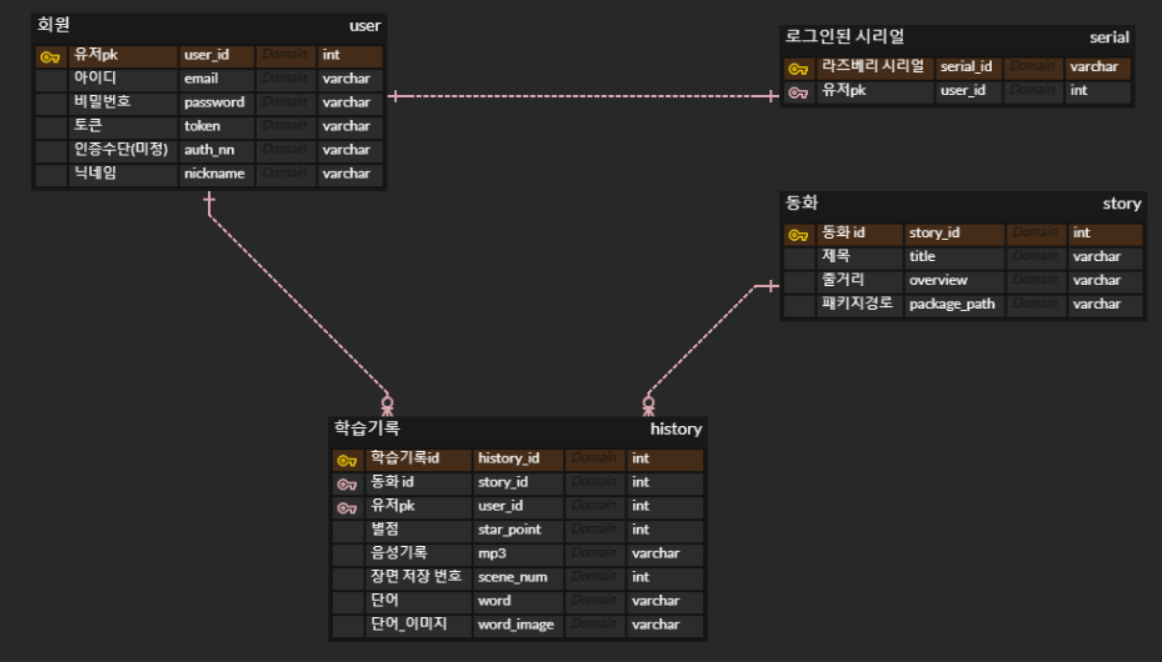 회원 user
유저pk user_id Domain int
아이디 email Domain varchar
비밀번호 password Domain varchar
토큰 token Domain varchar
인증수단(미정) auth_nn Domain varchar
닉네임 nickname Domain varchar
로그인된 시리얼 serial
라즈베리 시리얼 serial_id Domain varchar
유저pk user_id Domain int
동화 story
동화 id story_id Domain int
제목 title Domain varchar
줄거리 overview Domain varchar
패키지경로 package_path Domain varchar
학습기록 history
학습기록id history_id Domain int
동화 id story_id Domain int
유저pk user_id Domain int
별점 star_point Domain int
음성기록 mp3 Domain varchar
장면 저장 번호 scene_num Domain int
단어 word Domain varchar
단어_이미지 word_image Domain varchar